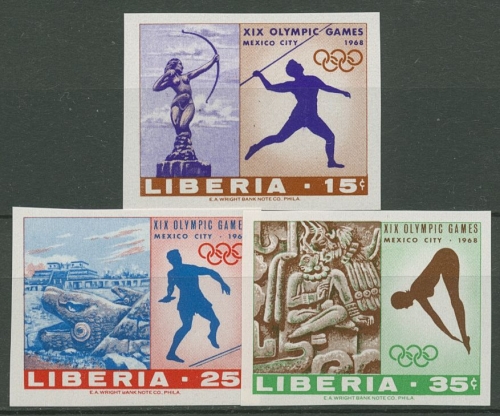 XIX OLYMPIC GAMES
MEXICO CITY 1968
LIBERIA · 15¢
E.A. WRIGHT BANK NOTE CO., PHILA.
XIX OLYMPIC GAMES
MEXICO CITY · 196
LIBERIA · 25
E.A. WRIGHT BANK NOTE CO., PHILA.
XIX OLYMPIC GAMES
MEXICO CITY · 1968
LIBERIA · 35¢
E.A. WRIGHT BANK NOTE CO., PHILA.